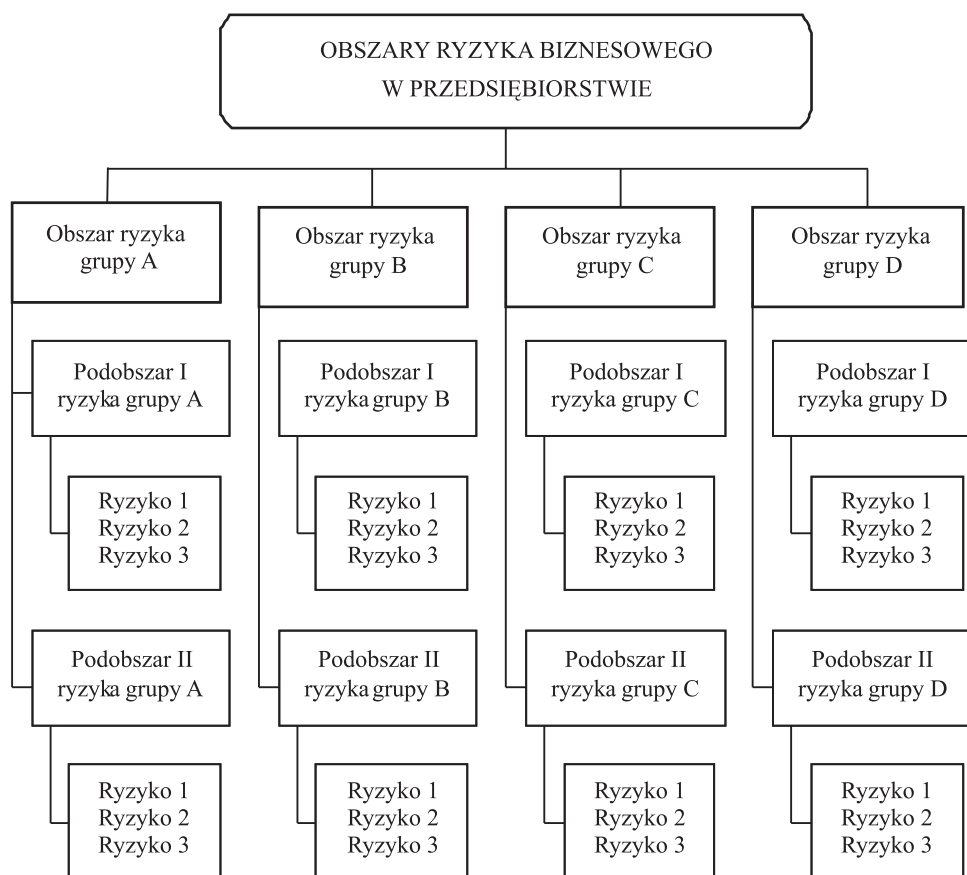 OBSZARY RYZYKA BIZNESOWEGO
W PRZEDSIĘBIORSTWIE
Obszar ryzyka
grupy A
Obszar ryzyka
grupy B
Obszar ryzyka
grupy C
Obszar ryzyka
grupy D
Podobszar I
ryzyka grupy A
Podobszar I
ryzyka grupy B
Podobszar I
ryzyka grupy C
Podobszar I
ryzyka grupy D
Ryzyko 1
Ryzyko 2
Ryzyko 3
Ryzyko 1
Ryzyko 2
Ryzyko 3
Ryzyko 1
Ryzyko 2
Ryzyko 3
Ryzyko 1
Ryzyko 2
Ryzyko 3
Podobszar II
ryzyka grupy A
Podobszar II
ryzyka grupy B
Podobszar II
ryzyka grupy C
Podobszar II
ryzyka grupy D
Ryzyko 1
Ryzyko 2
Ryzyko 3
Ryzyko 1
Ryzyko 2
Ryzyko 3
Ryzyko 1
Ryzyko 2
Ryzyko 3
Ryzyko 1
Ryzyko 2
Ryzyko 3